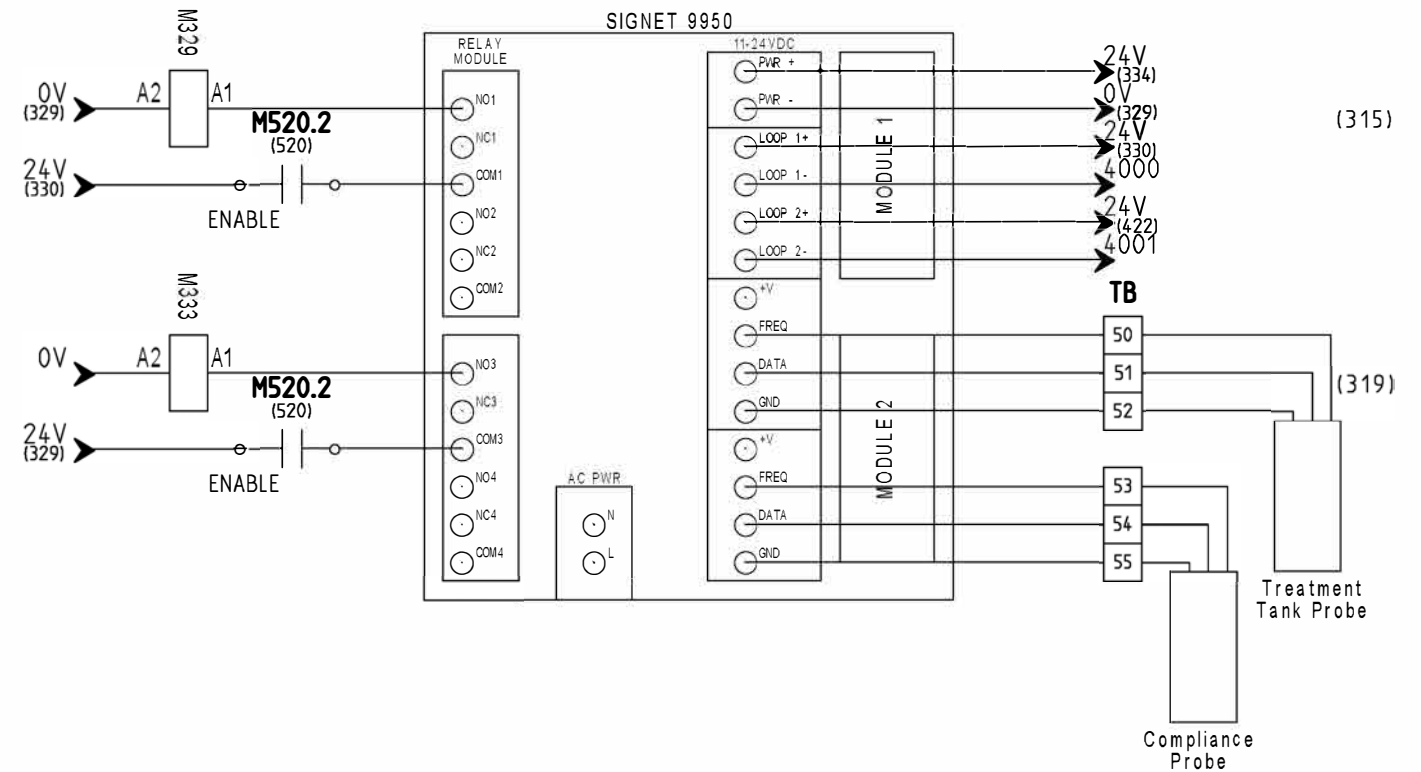 SIGNET 9950
M329
0V
(329)
A2
A1
M520.2
(520)
24V
(330)
ENABLE
M333
0V
A2
A1
M520.2
(520)
24V
(329)
ENABLE
RELAY
MODULE
NO1
NC1
COM1
NO2
NC2
COM2
NO3
NC3
COM3
NO4
NC4
COM4
AC PWR
N
L
11-24VDC
PWR +
PWR -
LOOP 1+
LOOP 1-
LOOP 2+
LOOP 2-
+V
FREQ
DATA
GND
+V
FREQ
DATA
GND
MODULE 1
MODULE 2
24V
(334)
0V
(329)
24V
(330)
4000
24V
(422)
4001
(315)
TB
50
51
52
53
54
55
(319)
Treatment
Tank Probe
Compliance
Probe